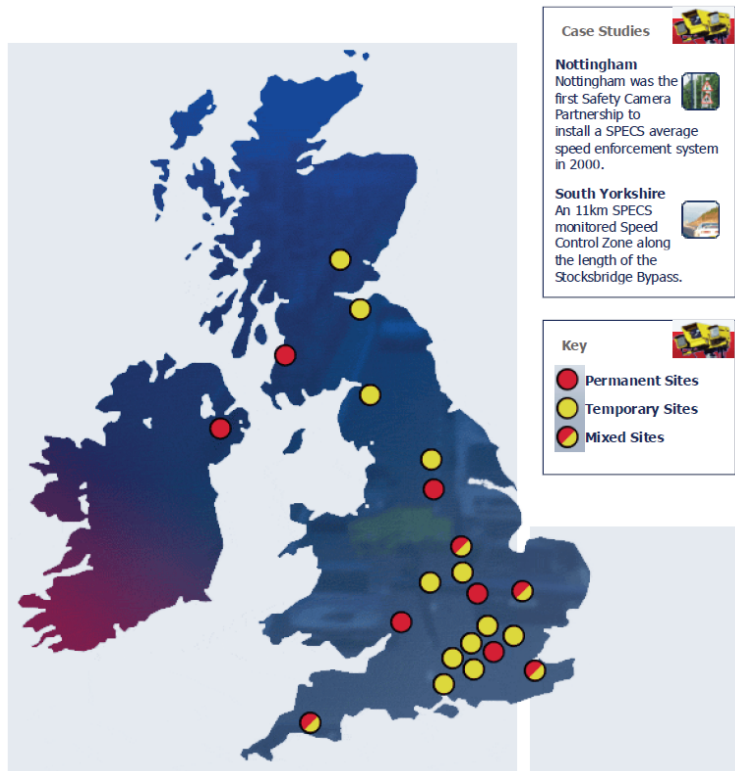 Case Studies
Nottingham
Nottingham was the
first Safety Camera
Partnership to
install a SPECS average
speed enforcement system
in 2000.
South Yorkshire
An 11km SPECS
monitored Speed
Control Zone along
the length of the
Stocksbridge Bypass.
Key
Permanent Sites
Temporary Sites
Mixed Sites